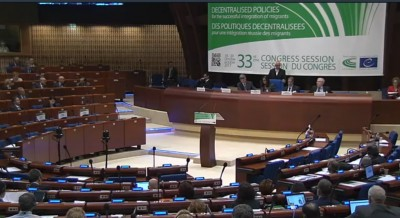 DECENTRALISED POLICIES
for the successful integration of migrants
DES POLITIQUES DÉCENTRALISÉES
pour une intégration réussie des migrants
33 CONGRESS SESSION
SESSION DU CONGRÈS